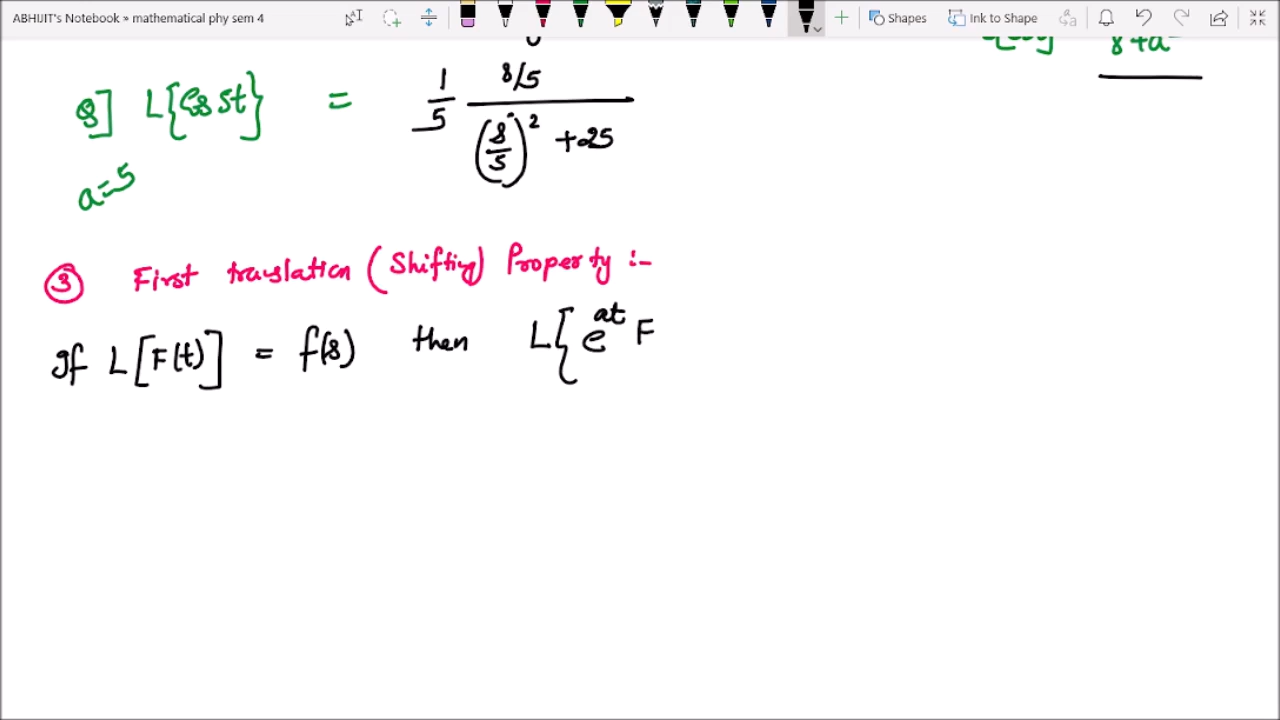 ABHIJIT's Notebook » mathematical phy sem 4
Shapes
Ink to Shape
8] L{Cos 5t} = 1/5 (s/5)/((s/5)² + 25)
a=5
③ First translation (Shifting) Property :-
If L[F(t)] = f(s) then L{e^at F